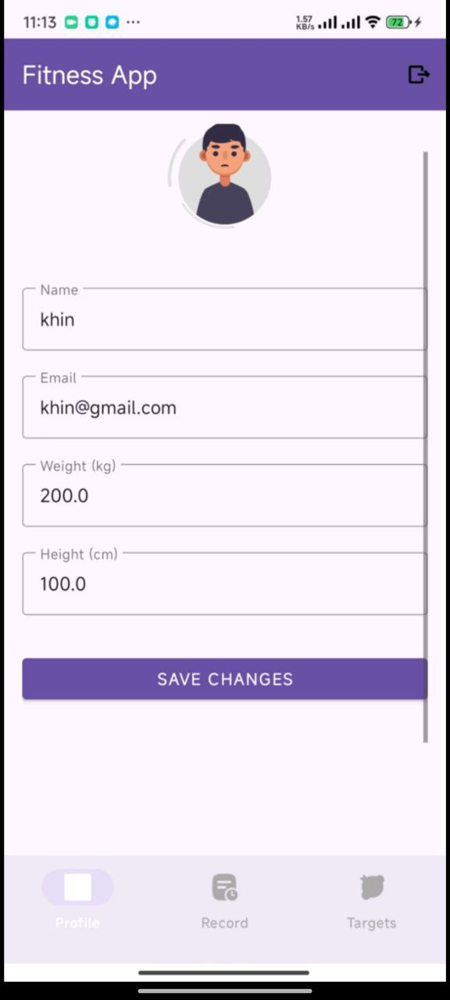 11:13 1.57 KB/s 72
Fitness App
Name
khin
Email
khin@gmail.com
Weight (kg)
200.0
Height (cm)
100.0
SAVE CHANGES
Profile Record Targets